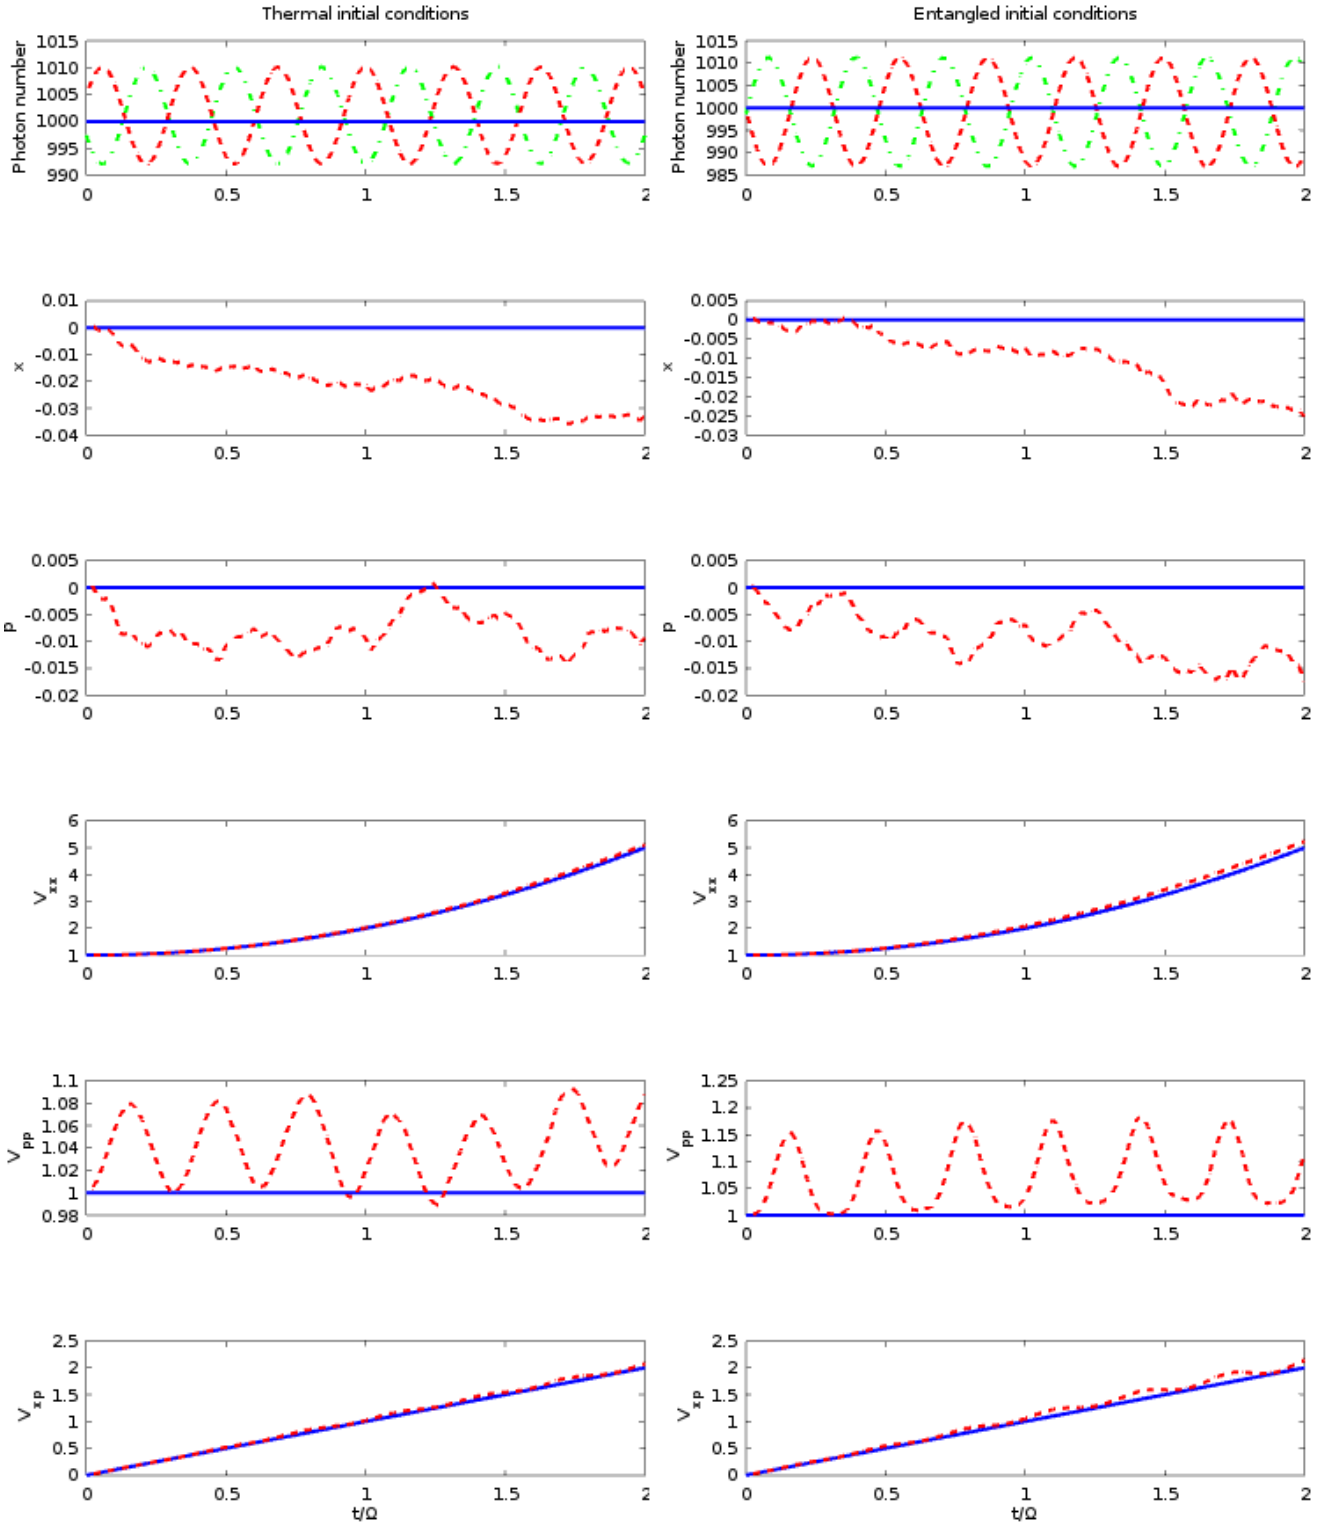 Thermal initial conditions
Photon number
1015
1010
1005
1000
995
990
0 0.5 1 1.5 2
x
0.01
0
-0.01
-0.02
-0.03
-0.04
0 0.5 1 1.5 2
p
0.005
0
-0.005
-0.01
-0.015
-0.02
0 0.5 1 1.5 2
V_xx
6
5
4
3
2
1
0 0.5 1 1.5 2
V_pp
1.1
1.08
1.06
1.04
1.02
1
0.98
0 0.5 1 1.5 2
V_xp
2.5
2
1.5
1
0.5
0
0 0.5 1 1.5 2
t/Ω
Entangled initial conditions
Photon number
1015
1010
1005
1000
995
990
985
0 0.5 1 1.5 2
x
0.005
0
-0.005
-0.01
-0.015
-0.02
-0.025
-0.03
0 0.5 1 1.5 2
p
0.005
0
-0.005
-0.01
-0.015
-0.02
0 0.5 1 1.5 2
V_xx
6
5
4
3
2
1
0 0.5 1 1.5 2
V_pp
1.25
1.2
1.15
1.1
1.05
1
0 0.5 1 1.5 2
V_xp
2.5
2
1.5
1
0.5
0
0 0.5 1 1.5 2
t/Ω